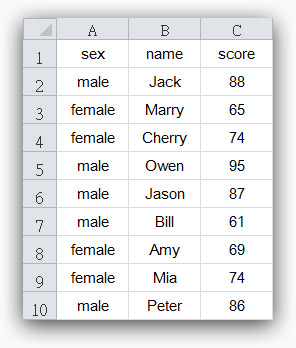 A B C
1 sex name score
2 male Jack 88
3 female Marry 65
4 female Cherry 74
5 male Owen 95
6 male Jason 87
7 male Bill 61
8 female Amy 69
9 female Mia 74
10 male Peter 86